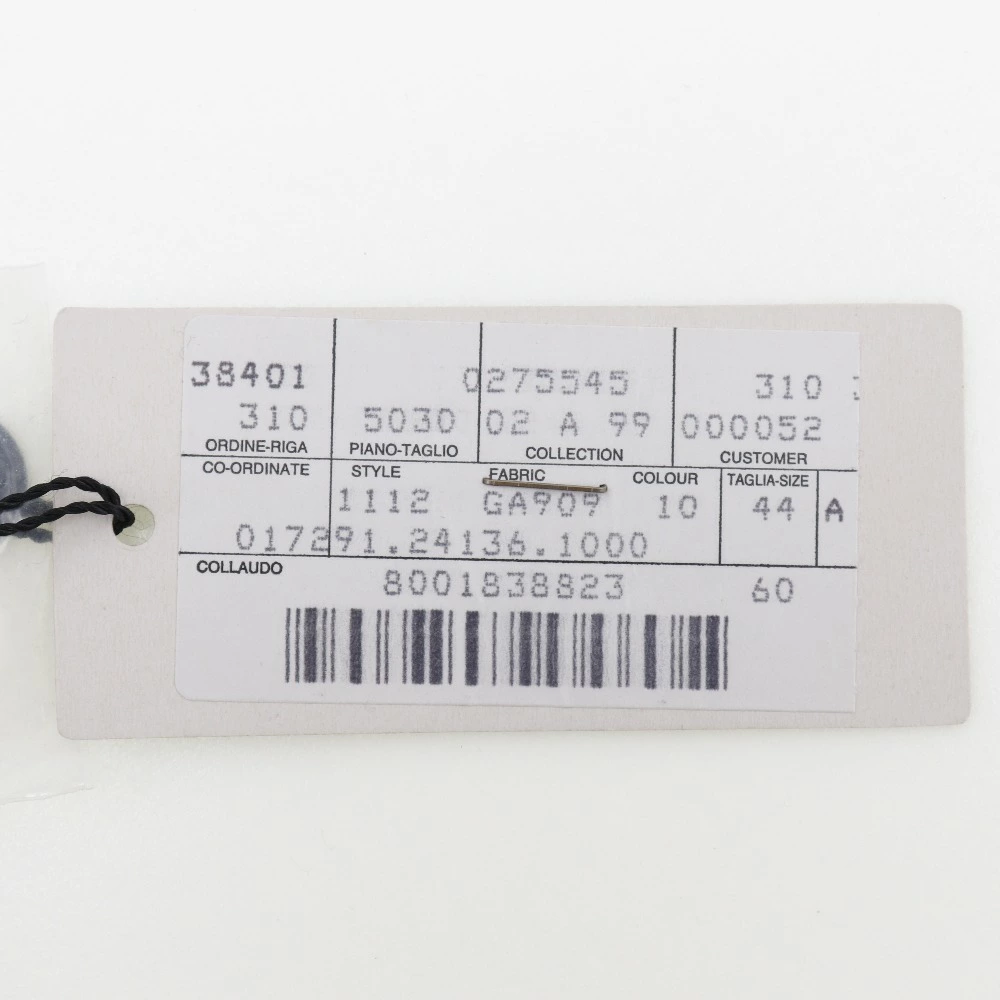 38401 0275545 310
310 5030 02 A 99 000052
ORDINE-RIGA PIANO-TAGLIO COLLECTION CUSTOMER
CO-ORDINATE STYLE FABRIC COLOUR TAGLIA-SIZE
1112 GA909 10 44 A
017291.24136.1000
COLLAUDO
8001838823 60